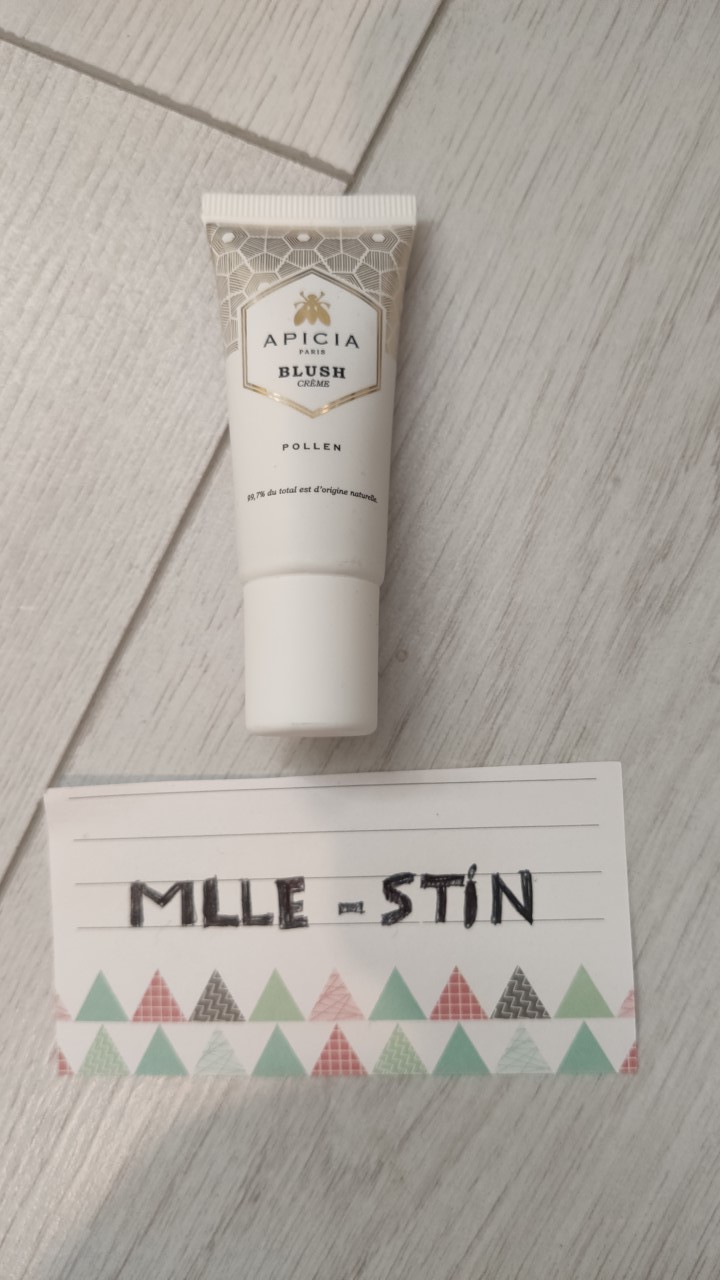 APICIA
PARIS
BLUSH
CRÈME
POLLEN
99,7% du total est d'origine naturelle.
MLLE - STiN